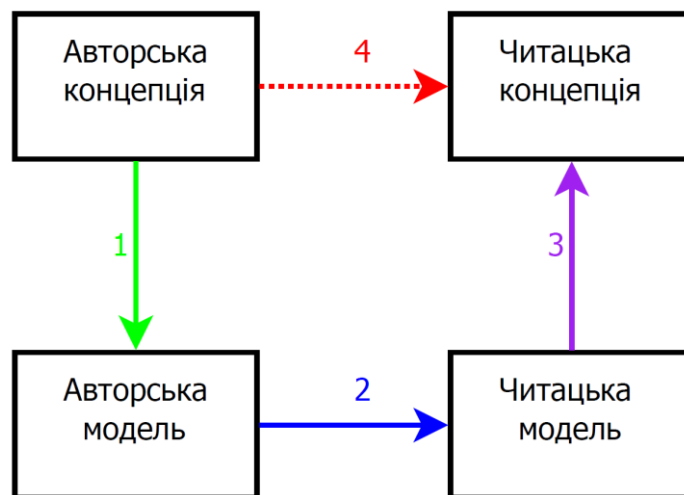 Авторська
концепція
4
Читацька
концепція
1
3
Авторська
модель
2
Читацька
модель